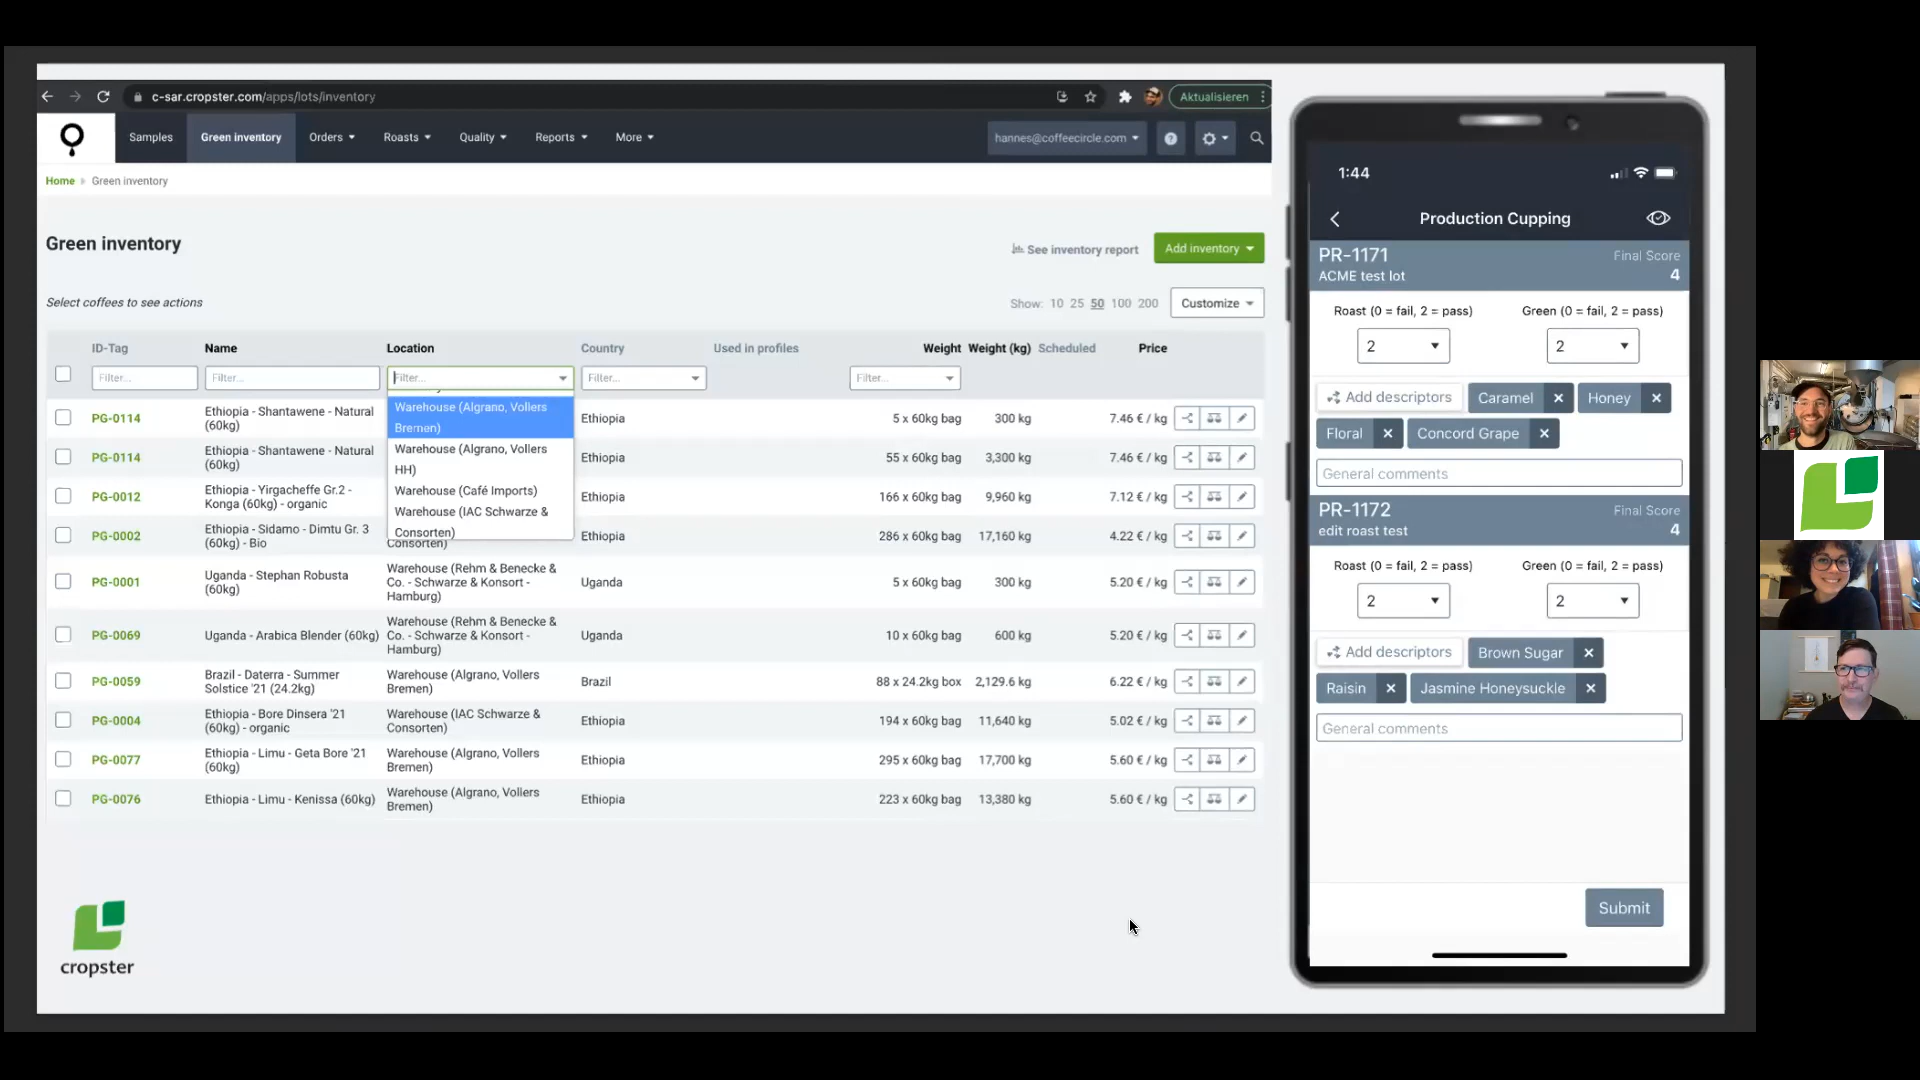 c-sar.cropster.com/apps/lots/inventory
Aktualisieren
Samples
Green inventory
Orders
Roasts
Quality
Reports
More
hannes@coffeecircle.com
Home
Green inventory
Green inventory
See inventory report
Add inventory
Select coffees to see actions
Show: 10 25 50 100 200
Customize
ID-Tag Name Location Country Used in profiles Weight Weight (kg) Scheduled Price
Filter... Filter... Filter... Filter... Filter...
Warehouse (Algrano, Vollers
Bremen)
Warehouse (Algrano, Vollers
HH)
Warehouse (Café Imports)
Warehouse (IAC Schwarze &
Consorten)
PG-0114
Ethiopia - Shantawene - Natural
(60kg)
Ethiopia
5 x 60kg bag
300 kg
7.46 € / kg
PG-0114
Ethiopia - Shantawene - Natural
(60kg)
Ethiopia
55 x 60kg bag
3,300 kg
7.46 € / kg
PG-0012
Ethiopia - Yirgacheffe Gr.2 -
Konga (60kg) - organic
Ethiopia
166 x 60kg bag
9,960 kg
7.12 € / kg
PG-0002
Ethiopia - Sidamo - Dimtu Gr. 3
(60kg) - Bio
Consorten)
Ethiopia
286 x 60kg bag
17,160 kg
4.22 € / kg
PG-0001
Uganda - Stephan Robusta
(60kg)
Warehouse (Rehm & Benecke &
Co. - Schwarze & Konsort -
Hamburg)
Uganda
5 x 60kg bag
300 kg
5.20 € / kg
PG-0069
Uganda - Arabica Blender (60kg)
Warehouse (Rehm & Benecke &
Co. - Schwarze & Konsort -
Hamburg)
Uganda
10 x 60kg bag
600 kg
5.20 € / kg
PG-0059
Brazil - Daterra - Summer
Solstice '21 (24.2kg)
Warehouse (Algrano, Vollers
Bremen)
Brazil
88 x 24.2kg box
2,129.6 kg
6.22 € / kg
PG-0004
Ethiopia - Bore Dinsera '21
(60kg) - organic
Warehouse (IAC Schwarze &
Consorten)
Ethiopia
194 x 60kg bag
11,640 kg
5.02 € / kg
PG-0077
Ethiopia - Limu - Geta Bore '21
(60kg)
Warehouse (Algrano, Vollers
Bremen)
Ethiopia
295 x 60kg bag
17,700 kg
5.60 € / kg
PG-0076
Ethiopia - Limu - Kenissa (60kg)
Warehouse (Algrano, Vollers
Bremen)
Ethiopia
223 x 60kg bag
13,380 kg
5.60 € / kg
cropster
1:44
Production Cupping
PR-1171
Final Score
ACME test lot
4
Roast (0 = fail, 2 = pass)
Green (0 = fail, 2 = pass)
2
2
Add descriptors
Caramel
Honey
Floral
Concord Grape
General comments
PR-1172
Final Score
edit roast test
4
Roast (0 = fail, 2 = pass)
Green (0 = fail, 2 = pass)
2
2
Add descriptors
Brown Sugar
Raisin
Jasmine Honeysuckle
General comments
Submit